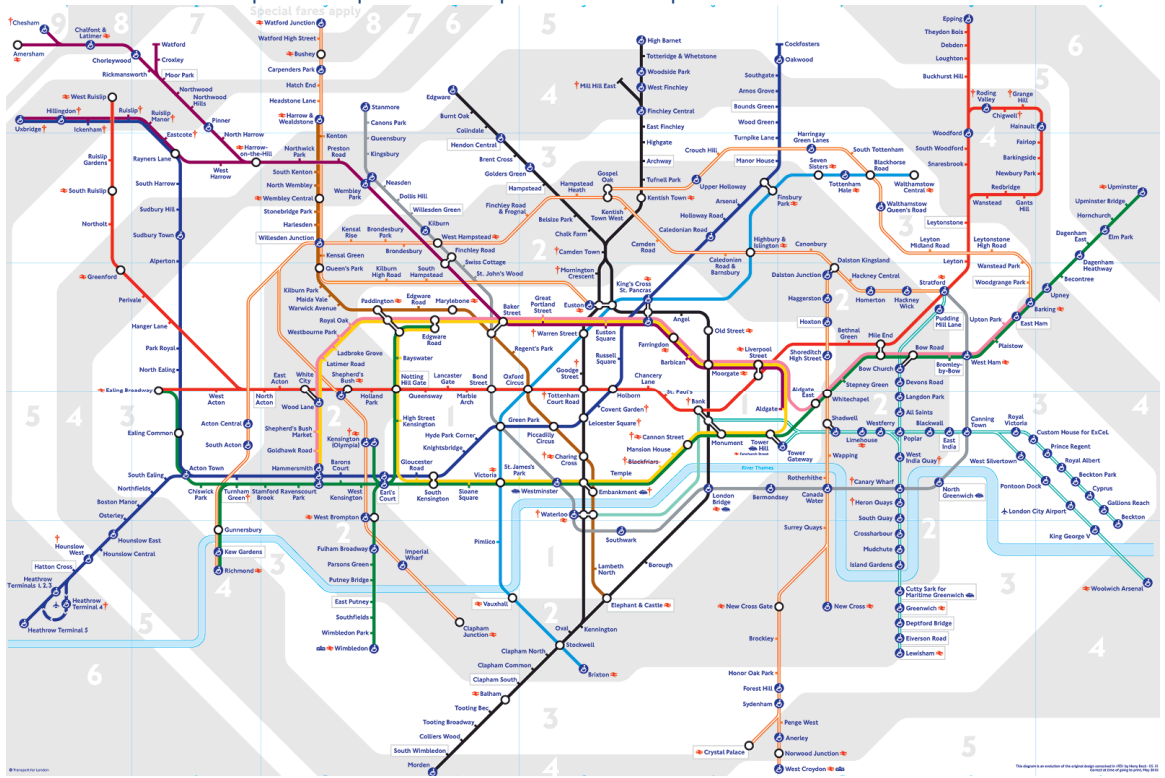 Special fares apply
9
8
7
8
7
6
5
6
†Chesham
Chalfont &
Latimer
Amersham
Chorleywood
Rickmansworth
Watford
Croxley
Moor Park
Northwood
Northwood
Hills
Pinner
North Harrow
Harrow-
on-the-Hill
Northwick
Park
Preston
Road
Wembley
Park
West
Harrow
Rayners Lane
Eastcote†
Ruislip
Manor†
Ruislip†
Ickenham†
Hillingdon†
Uxbridge†
West Ruislip
Ruislip
Gardens
South Ruislip
Northolt
Greenford
Perivale
Hanger Lane
South Harrow
Sudbury Hill
Sudbury Town
Alperton
Park Royal
North Ealing
Ealing Broadway
Ealing Common
South Ealing
Northfields
Boston Manor
Osterley
Hounslow East
Hounslow Central
†
Hounslow
West
Hatton Cross
Heathrow
Terminals 1, 2, 3
Heathrow
Terminal 4†
Heathrow Terminal 5
Watford Junction
Watford High Street
Bushey
Carpenders Park
Hatch End
Headstone Lane
Harrow &
Wealdstone
Kenton
South Kenton
North Wembley
Wembley Central
Stonebridge Park
Harlesden
Willesden Junction
Kensal Green
Queen's Park
Kilburn Park
Maida Vale
Warwick Avenue
Royal Oak
Westbourne Park
Ladbroke Grove
Latimer Road
Stanmore
Canons Park
Queensbury
Kingsbury
Neasden
Dollis Hill
Willesden Green
Kilburn
West Hampstead
Finchley Road
Swiss Cottage
St. John's Wood
Kensal
Rise
Brondesbury
Park
Brondesbury
Kilburn
High Road
South
Hampstead
Edgware
Burnt Oak
Colindale
Hendon Central
Brent Cross
Golders Green
Hampstead
Belsize Park
Chalk Farm
†Camden Town
†Mornington
Crescent
Finchley Road
& Frognal
Hampstead
Heath
Gospel
Oak
Kentish
Town West
Camden
Road
Caledonian
Road &
Barnsbury
High Barnet
Totteridge & Whetstone
Woodside Park
West Finchley
†Mill Hill East
Finchley Central
East Finchley
Highgate
Archway
Tufnell Park
Kentish Town
Cockfosters
Oakwood
Southgate
Arnos Grove
Bounds Green
Wood Green
Turnpike Lane
Manor House
Finsbury
Park
Arsenal
Holloway Road
Caledonian Road
Crouch Hill
Upper Holloway
Harringay
Green Lanes
South Tottenham
Seven
Sisters
Tottenham
Hale
Blackhorse
Road
Walthamstow
Central
Walthamstow
Queen's Road
Leyton
Midland Road
Leytonstone
High Road
Wanstead Park
Woodgrange Park
Epping
Theydon Bois
Debden
Loughton
Buckhurst Hill
Woodford
South Woodford
Snaresbrook
Leytonstone
Leyton
†Roding
Valley
Chigwell†
†Grange
Hill
Hainault
Fairlop
Barkingside
Newbury Park
Gants
Hill
Redbridge
Wanstead
Upminster
Upminster Bridge
Hornchurch
Elm Park
Dagenham
East
Dagenham
Heathway
Becontree
Upney
Barking
East Ham
Upton Park
Plaistow
West Ham
Highbury &
Islington
Canonbury
Dalston Kingsland
Dalston Junction
Hackney Central
Homerton
Hackney
Wick
Stratford
Pudding
Mill Lane
Haggerston
Hoxton
Shoreditch
High Street
Bethnal
Green
Mile End
Bow Road
Bow Church
Bromley-
by-Bow
Stepney Green
Devons Road
Langdon Park
All Saints
Whitechapel
Aldgate
East
Aldgate
Shadwell
Westferry
Limehouse
Poplar
Blackwall
East
India
Canning
Town
Royal
Victoria
Custom House for ExCeL
Prince Regent
Royal Albert
Beckton Park
Cyprus
Gallions Reach
Beckton
West Silvertown
Pontoon Dock
London City Airport
King George V
Woolwich Arsenal
Paddington
Edgware
Road
Marylebone
Baker
Street
Great
Portland
Street
Edgware
Road
Bayswater
Notting
Hill Gate
Queensway
Lancaster
Gate
Marble
Arch
Bond
Street
Oxford
Circus
Regent's Park
†Warren Street
Euston
Euston
Square
King's Cross
St. Pancras
Angel
Old Street
Farringdon
Barbican
Moorgate
Liverpool
Street
Russell
Square
Goodge
Street
†Tottenham
Court Road
Holborn
Chancery
Lane
St. Paul's
†
Bank
Monument
Tower
Hill
Fenchurch Street
Tower
Gateway
Cannon Street
Mansion House
Blackfriars
Temple
Covent Garden†
Leicester Square†
Piccadilly
Circus
Green Park
Hyde Park Corner
Knightsbridge
Charing
Cross
Embankment
St. James's
Park
Westminster
Victoria
Sloane
Square
South
Kensington
Gloucester
Road
High Street
Kensington
East
Acton
White
City
Shepherd's
Bush
Holland
Park
Wood Lane
Shepherd's Bush
Market
Goldhawk Road
Hammersmith
Kensington
(Olympia)
Barons
Court
West
Kensington
Earl's
Court
West
Acton
North
Acton
Acton Central
South Acton
Acton Town
Chiswick
Park
Turnham
Green†
Stamford
Brook
Ravenscourt
Park
Gunnersbury
Kew Gardens
Richmond
West Brompton
Fulham Broadway
Parsons Green
Putney Bridge
East Putney
Southfields
Wimbledon Park
Wimbledon
Imperial
Wharf
Clapham
Junction
Pimlico
Vauxhall
Waterloo
Southwark
Lambeth
North
Elephant & Castle
Borough
London
Bridge
Bermondsey
Kennington
Oval
Stockwell
Brixton
Clapham North
Clapham Common
Clapham South
Balham
Tooting Bec
Tooting Broadway
Colliers Wood
South Wimbledon
Morden
River Thames
Wapping
Rotherhithe
Canada
Water
Surrey Quays
New Cross Gate
New Cross
Brockley
Honor Oak Park
Forest Hill
Sydenham
Penge West
Anerley
Crystal Palace
Norwood Junction
West Croydon
West
India Quay†
Canary Wharf
Heron Quays
South Quay
Crossharbour
Mudchute
Island Gardens
North
Greenwich
Cutty Sark for
Maritime Greenwich
Greenwich
Deptford Bridge
Elverson Road
Lewisham